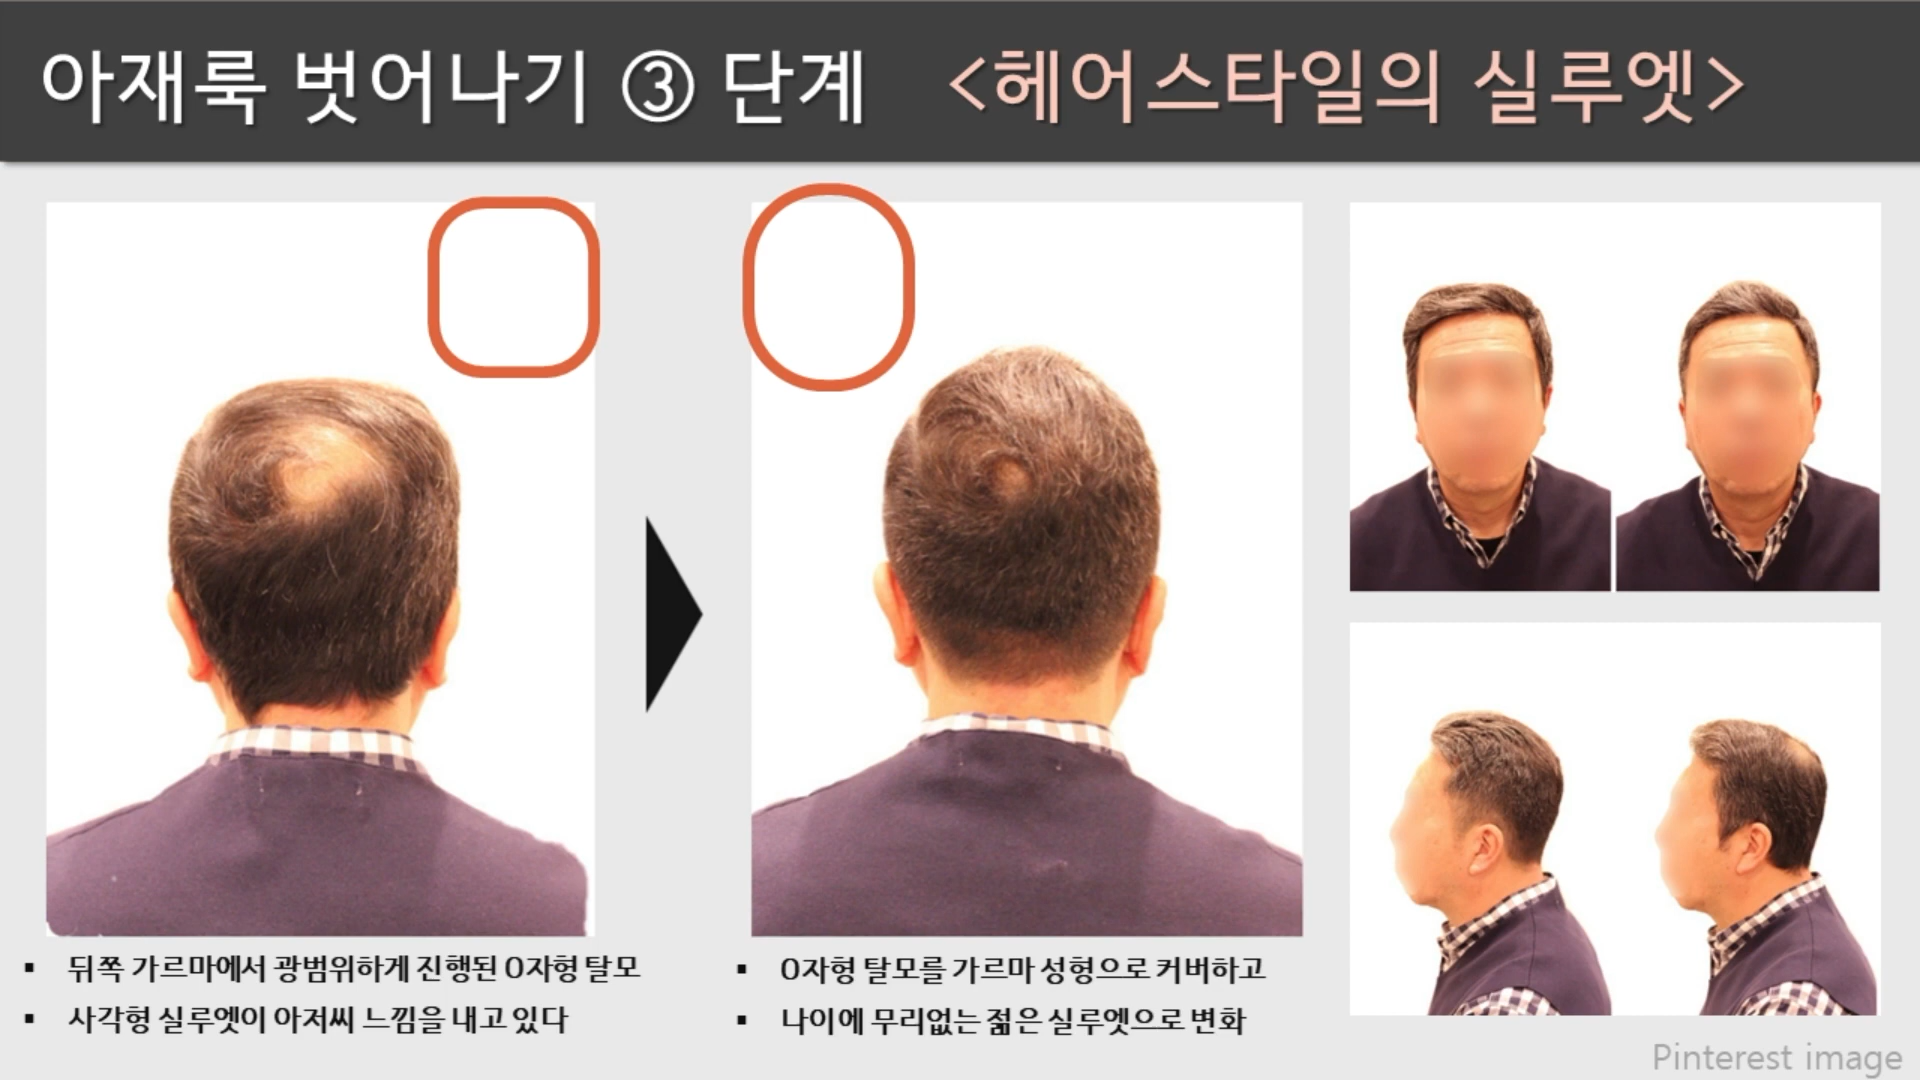 아재룩 벗어나기 ③ 단계 <헤어스타일의 실루엣>
▪ 뒤쪽 가르마에서 광범위하게 진행된 O자형 탈모
▪ 사각형 실루엣이 아저씨 느낌을 내고 있다
▪ O자형 탈모를 가르마 성형으로 커버하고
▪ 나이에 무리없는 젊은 실루엣으로 변화
Pinterest image